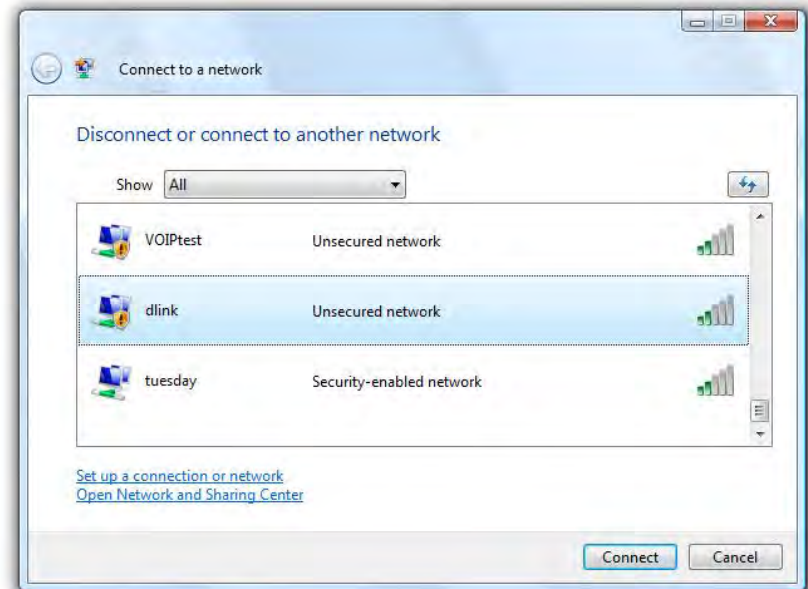 Connect to a network
Disconnect or connect to another network
Show All
VOIPtest Unsecured network
dlink Unsecured network
tuesday Security-enabled network
Set up a connection or network
Open Network and Sharing Center
Connect Cancel